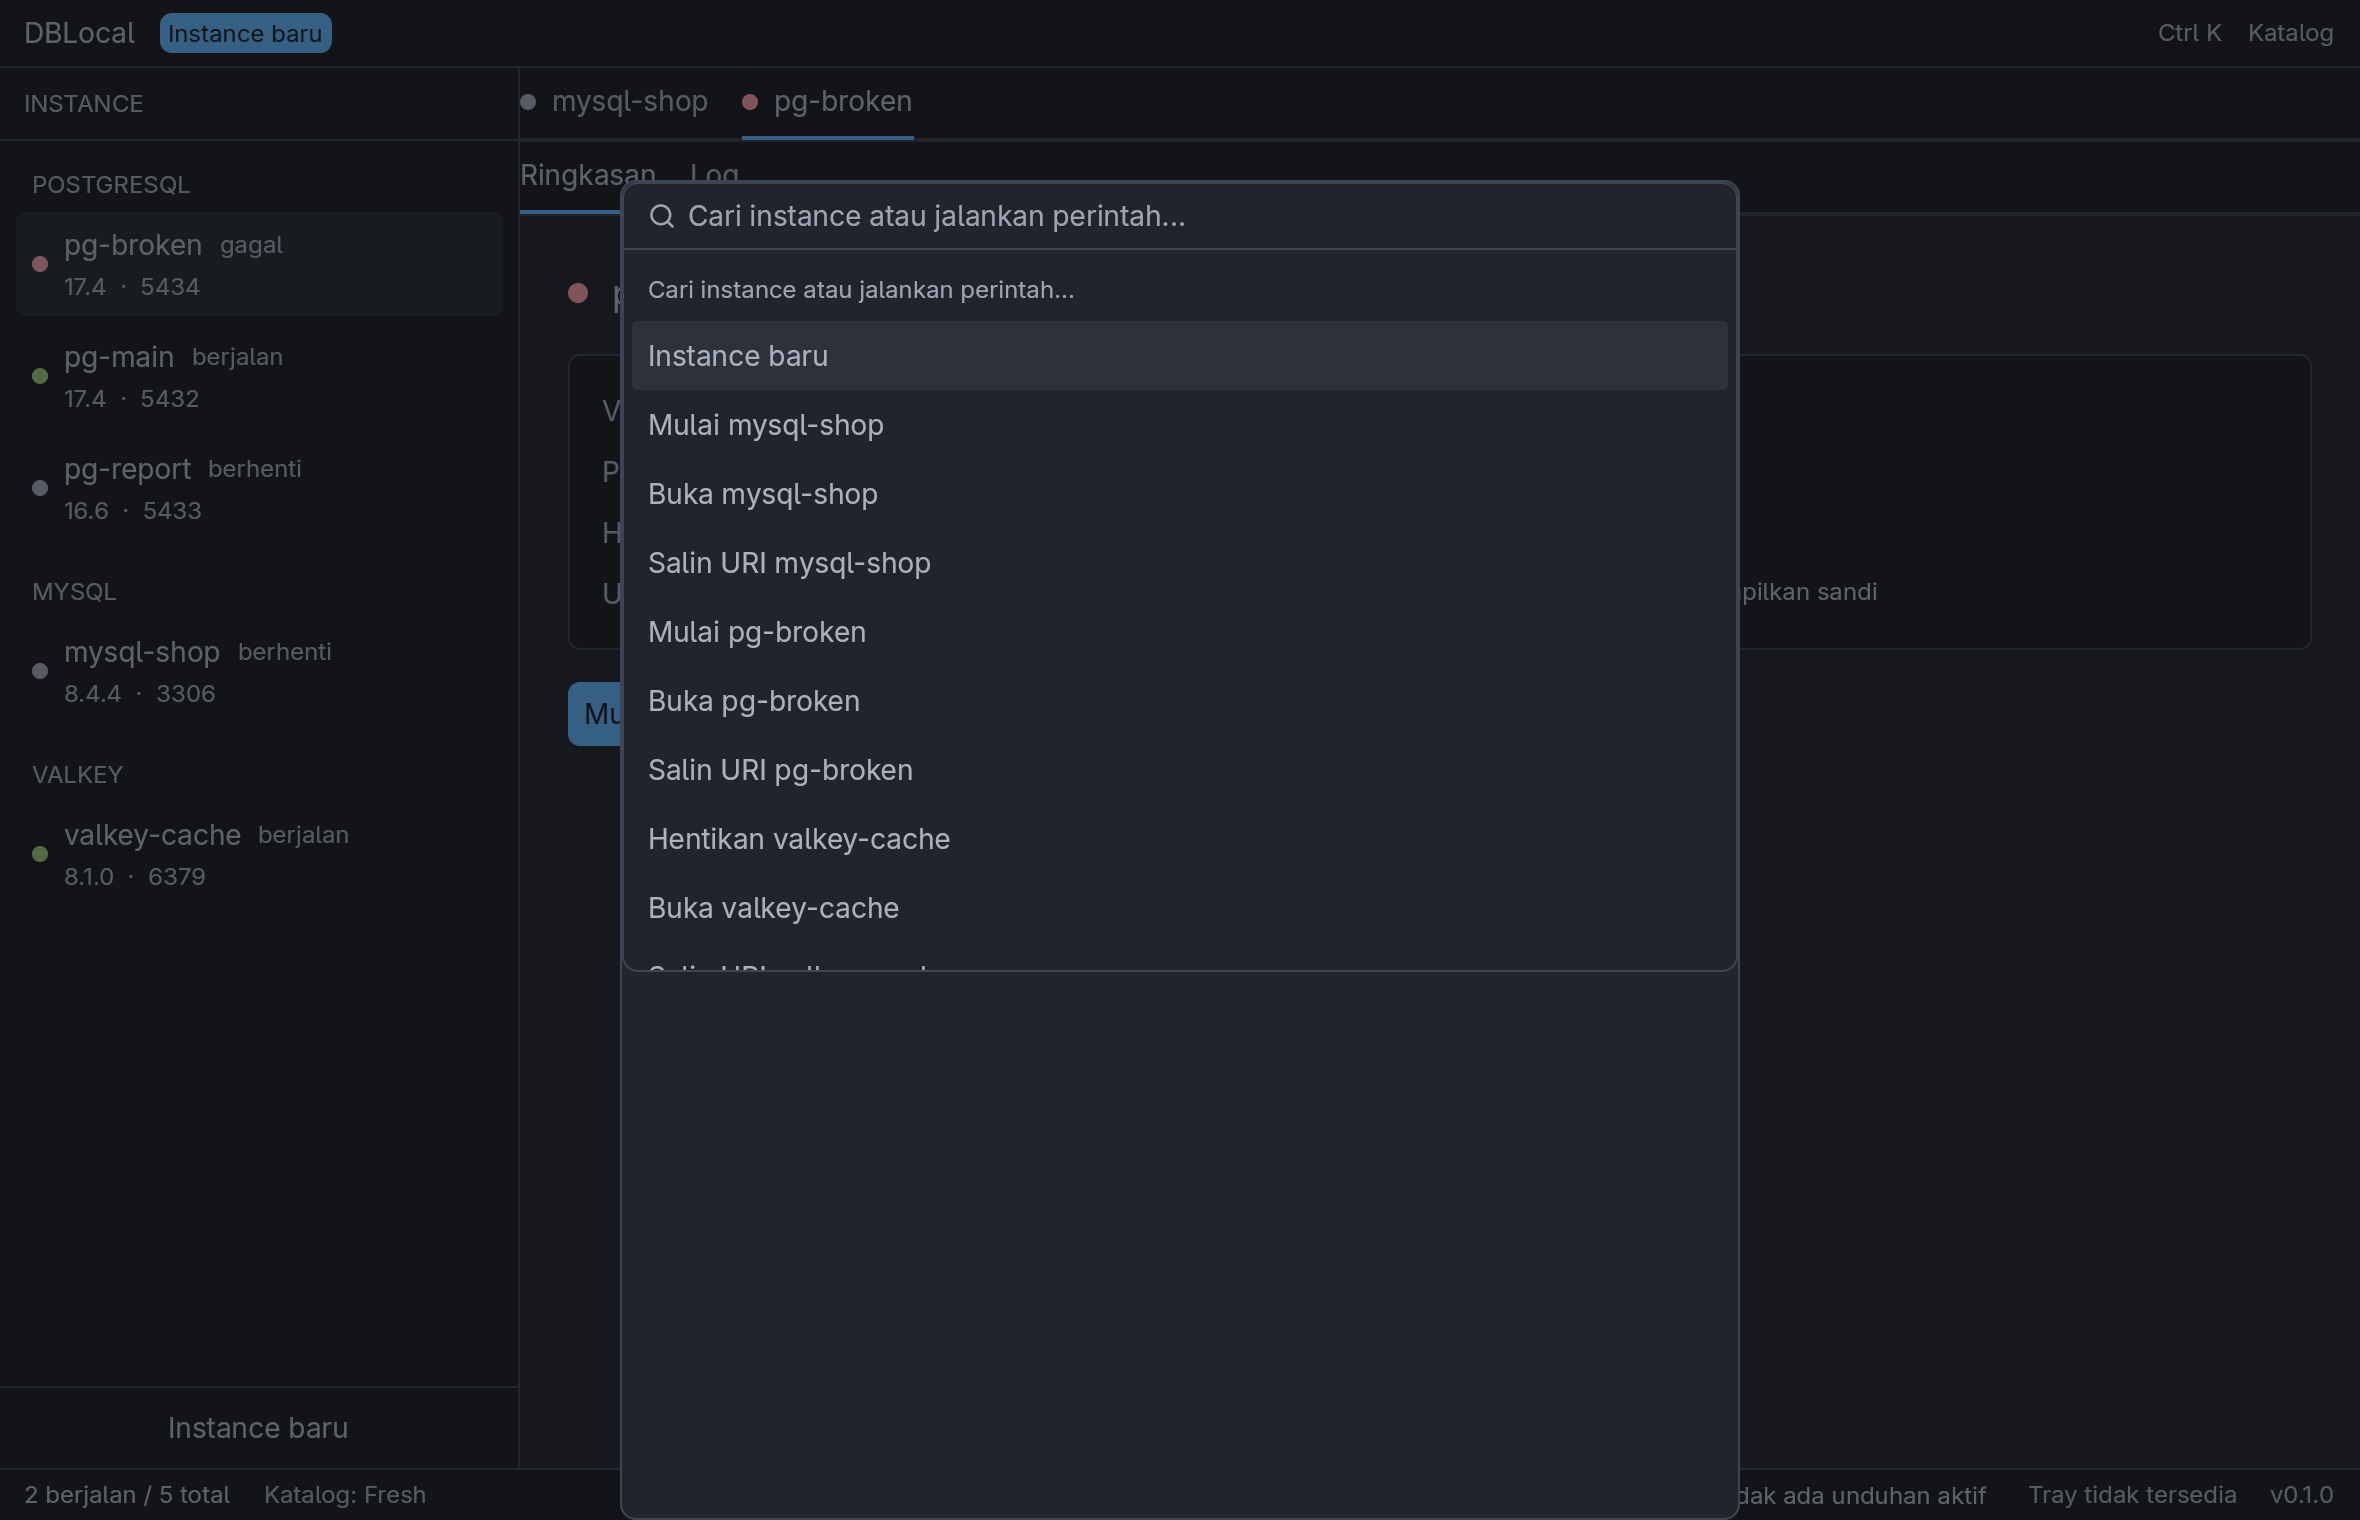 DBLocal Instance baru Ctrl K Katalog
INSTANCE
mysql-shop pg-broken
Ringkasan Log
POSTGRESQL
pg-broken gagal
17.4 · 5434
pg-main berjalan
17.4 · 5432
pg-report berhenti
16.6 · 5433
MYSQL
mysql-shop berhenti
8.4.4 · 3306
VALKEY
valkey-cache berjalan
8.1.0 · 6379
Instance baru
Cari instance atau jalankan perintah...
Cari instance atau jalankan perintah...
Instance baru
Mulai mysql-shop
Buka mysql-shop
Salin URI mysql-shop
Mulai pg-broken
Buka pg-broken
Salin URI pg-broken
Hentikan valkey-cache
Buka valkey-cache
sandi
2 berjalan / 5 total Katalog: Fresh ada unduhan aktif Tray tidak tersedia v0.1.0